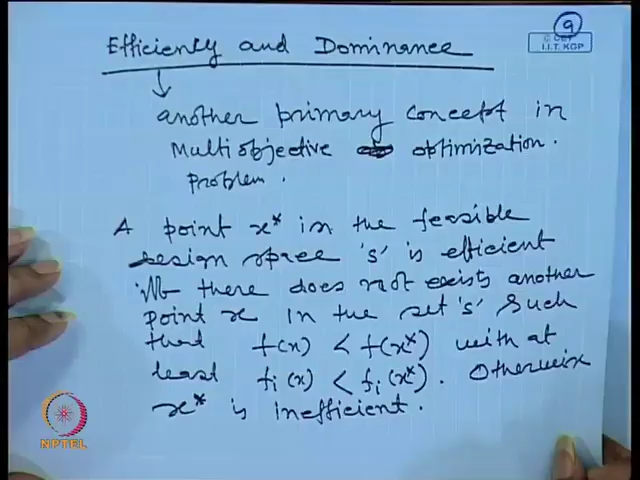 9
© CET
I.I.T. KGP
Efficiency and Dominance
another primary concept in
Multiobjective optimization.
problem.
A point x* in the feasible
design space 's' is efficient
iff there does not exists another
point x in the set 's' such
that f(x) < f(x*) with at
least fi(x) < fi(x*). Otherwise
x* is inefficient.
NPTEL